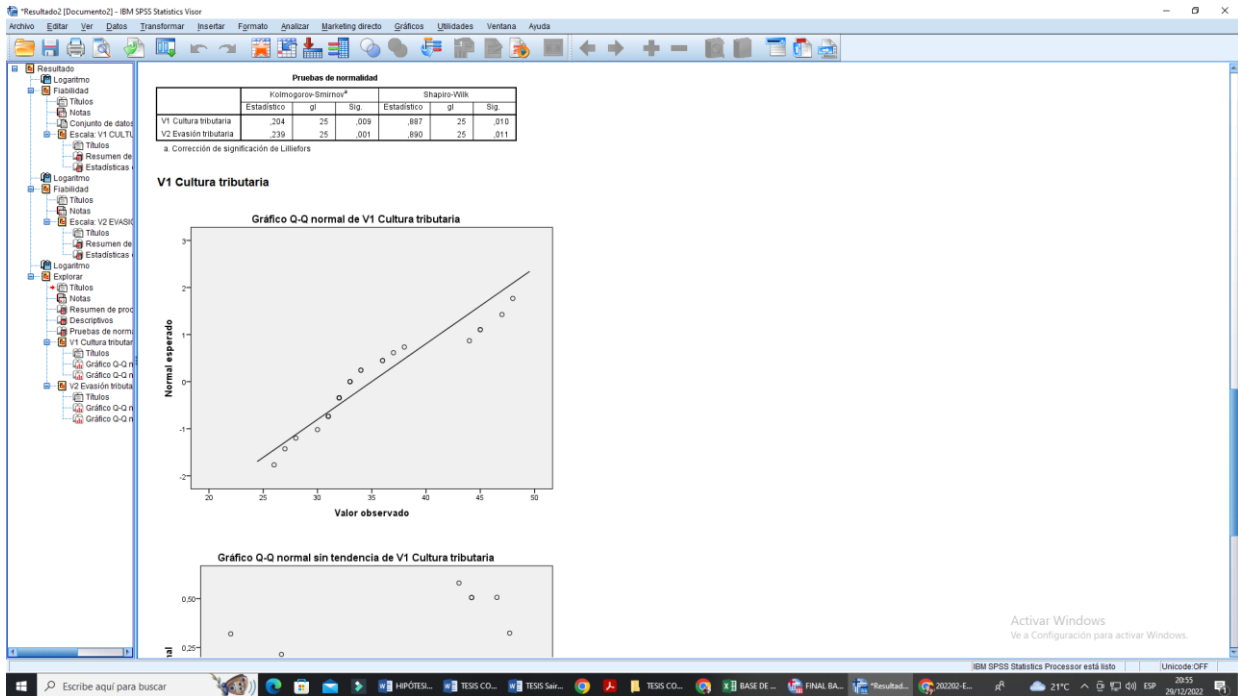 *Resultado2 [Documento2] - IBM SPSS Statistics Visor
Archivo Editar Ver Datos Transformar Insertar Formato Analizar Marketing directo Gráficos Utilidades Ventana Ayuda
Resultado
Logaritmo
Fiabilidad
Títulos
Notas
Conjunto de datos
Escala: V1 CULTU
Títulos
Resumen de
Estadísticas
Logaritmo
Fiabilidad
Títulos
Notas
Escala: V2 EVASIÓ
Títulos
Resumen de
Estadísticas
Logaritmo
Explorar
Títulos
Notas
Resumen de proc
Descriptivos
Pruebas de norma
V1 Cultura tributar
Títulos
Gráfico Q-Q n
Gráfico Q-Q n
V2 Evasión tributa
Títulos
Gráfico Q-Q n
Gráfico Q-Q n
Pruebas de normalidad
Kolmogorov-Smirnovª Shapiro-Wilk
Estadístico gl Sig. Estadístico gl Sig.
V1 Cultura tributaria ,204 25 ,009 ,887 25 ,010
V2 Evasión tributaria ,239 25 ,001 ,890 25 ,011
a. Corrección de significación de Lilliefors
V1 Cultura tributaria
Gráfico Q-Q normal de V1 Cultura tributaria
Normal esperado
3
2
1
0
-1
-2
20 25 30 35 40 45 50
Valor observado
Gráfico Q-Q normal sin tendencia de V1 Cultura tributaria
0,50
0,25
Activar Windows
Ve a Configuración para activar Windows.
IBM SPSS Statistics Processor está listo Unicode:OFF
Escribe aquí para buscar
HIPÓTESI... TESIS CO... TESIS Sair... TESIS CO... BASE DE ... FINAL BA... *Resultad... 202202-E...
21°C ESP
20:55
29/12/2022